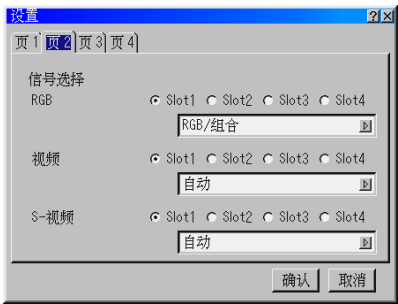 设置
页 1 页 2 页 3 页 4
信号选择
RGB Slot1 Slot2 Slot3 Slot4
RGB/组合
视频 Slot1 Slot2 Slot3 Slot4
自动
S-视频 Slot1 Slot2 Slot3 Slot4
自动
确认 取消